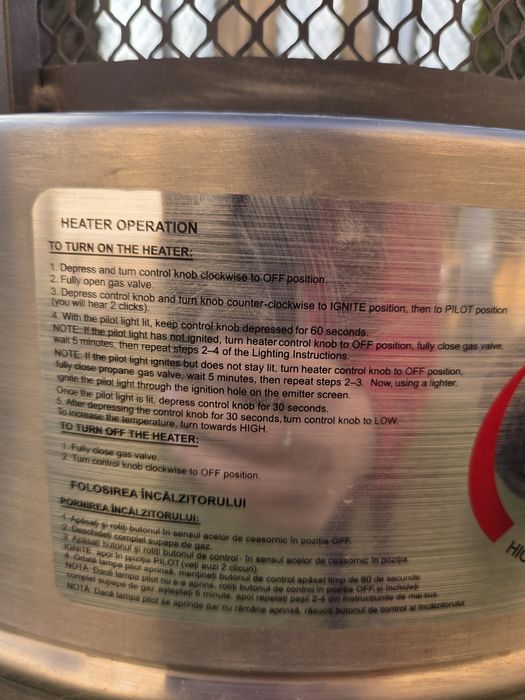 HEATER OPERATION
TO TURN ON THE HEATER:
1. Depress and turn control knob clockwise to OFF position.
2. Fully open gas valve.
3. Depress control knob and turn knob counter-clockwise to IGNITE position, then to PILOT position
(you will hear 2 clicks).
4. With the pilot light lit, keep control knob depressed for 60 seconds.
NOTE: If the pilot light has not ignited, turn heater control knob to OFF position, fully close gas valve,
wait 5 minutes, then repeat steps 2–4 of the Lighting Instructions.
NOTE: If the pilot light ignites but does not stay lit, turn heater control knob to OFF position,
fully close propane gas valve, wait 5 minutes, then repeat steps 2–3. Now, using a lighter,
ignite the pilot light through the ignition hole on the emitter screen.
Once the pilot light is lit, depress control knob for 30 seconds.
5. After depressing the control knob for 30 seconds, turn control knob to LOW.
To increase the temperature, turn towards HIGH.
TO TURN OFF THE HEATER:
1. Fully close gas valve.
2. Turn control knob clockwise to OFF position.
FOLOSIREA ÎNCĂLZITORULUI
PORNIREA ÎNCĂLZITORULUI:
1. Apăsați și rotiți butonul în sensul acelor de ceasornic în poziția OFF.
2. Deschideți complet supapa de gaz.
3. Apăsați butonul și rotiți butonul de control- în sensul acelor de ceasornic în poziția
IGNITE, apoi în poziția PILOT (veți auzi 2 clicuri).
4. Odată lampa pilot aprinsă, mențineți butonul de control apăsat timp de 60 de secunde.
NOTĂ: Dacă lampa pilot nu s-a aprins, rotiți butonul de control în poziția OFF, și închideți
complet supapa de gaz, așteptați 5 minute, apoi repetați pașii 2-4 din Instrucțiunile de mai sus.
NOTĂ: Dacă lampa pilot se aprinde dar nu rămâne aprinsă, răsuciți butonul de control al încălzitorului